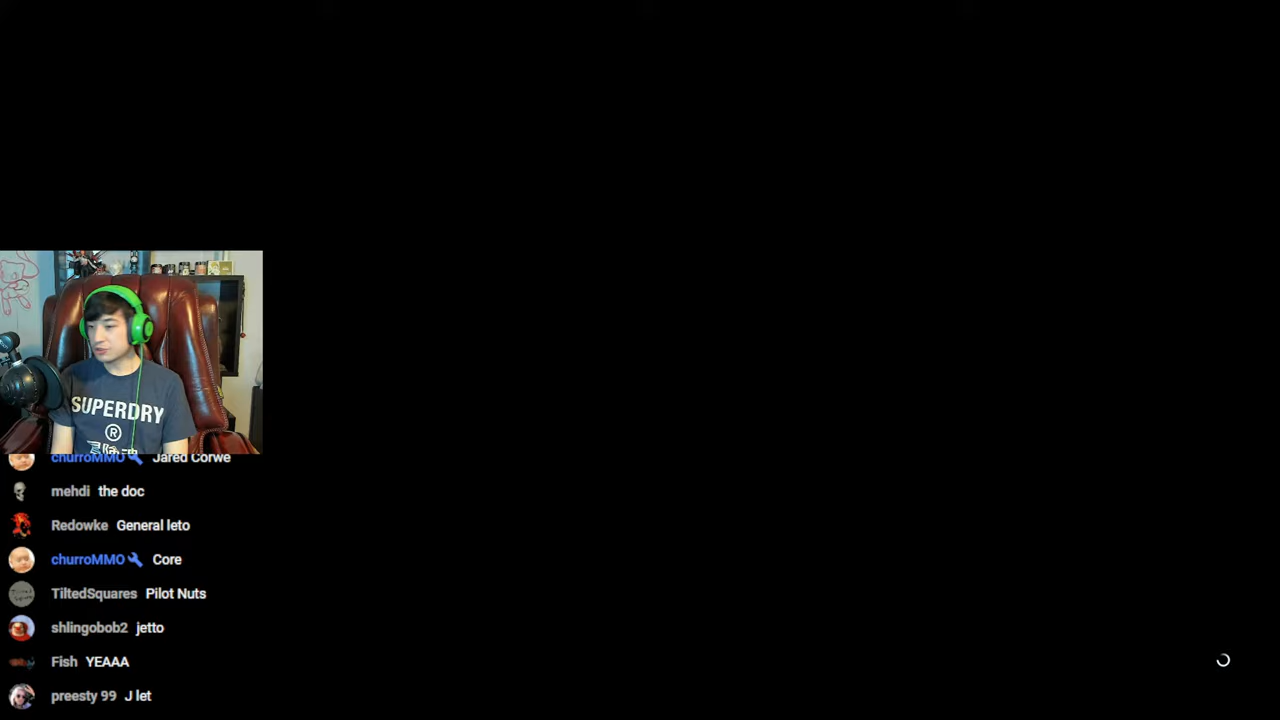 SUPERDRY
®
churroMMO Jared Corwe
mehdi the doc
Redowke General leto
churroMMO Core
TiltedSquares Pilot Nuts
shlingobob2 jetto
Fish YEAAA
preesty 99 J let